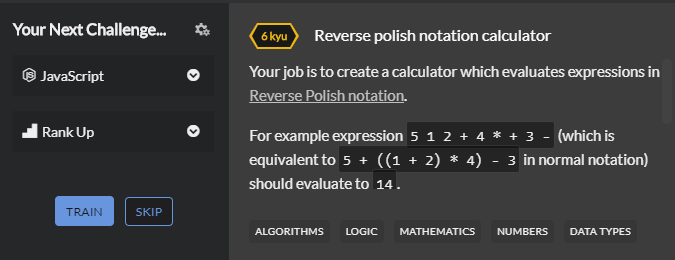 Your Next Challenge...
JavaScript
Rank Up
TRAIN
SKIP
6 kyu
Reverse polish notation calculator
Your job is to create a calculator which evaluates expressions in
Reverse Polish notation.
For example expression 5 1 2 + 4 * + 3 - (which is
equivalent to 5 + ((1 + 2) * 4) - 3 in normal notation)
should evaluate to 14.
ALGORITHMS LOGIC MATHEMATICS NUMBERS DATA TYPES